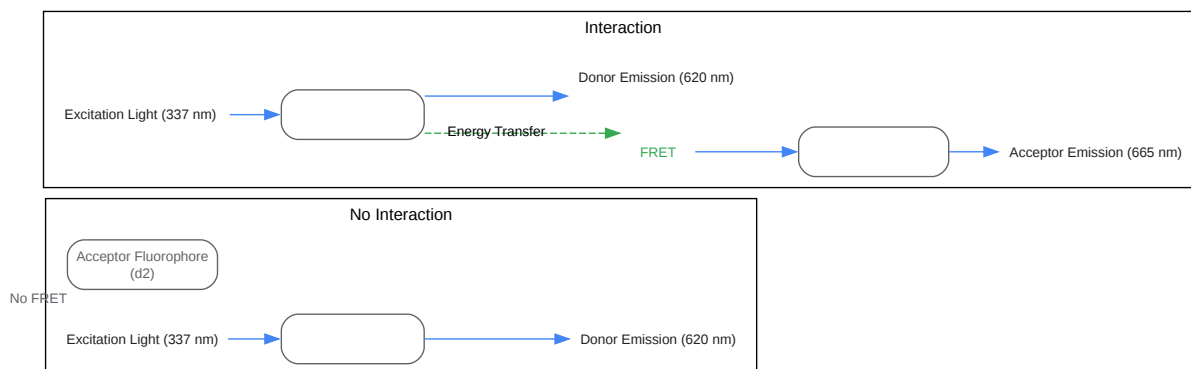 Interaction
Donor Emission (620 nm)
Excitation Light (337 nm)
Energy Transfer
FRET
Acceptor Emission (665 nm)
No Interaction
Acceptor Fluorophore
(d2)
No FRET
Excitation Light (337 nm)
Donor Emission (620 nm)